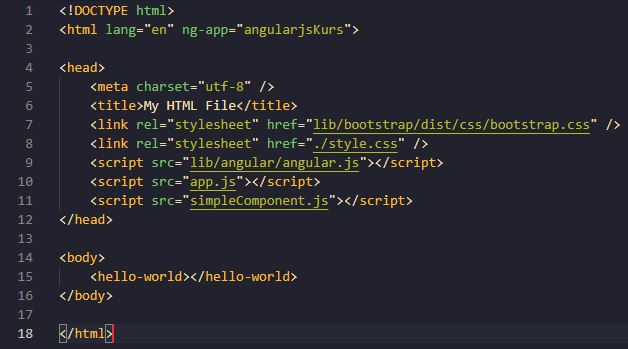 1 <!DOCTYPE html>
2 <html lang="en" ng-app="angularjsKurs">
3
4 <head>
5     <meta charset="utf-8" />
6     <title>My HTML File</title>
7     <link rel="stylesheet" href="lib/bootstrap/dist/css/bootstrap.css" />
8     <link rel="stylesheet" href="./style.css" />
9     <script src="lib/angular/angular.js"></script>
10     <script src="app.js"></script>
11     <script src="simpleComponent.js"></script>
12 </head>
13
14 <body>
15     <hello-world></hello-world>
16 </body>
17
18 </html>